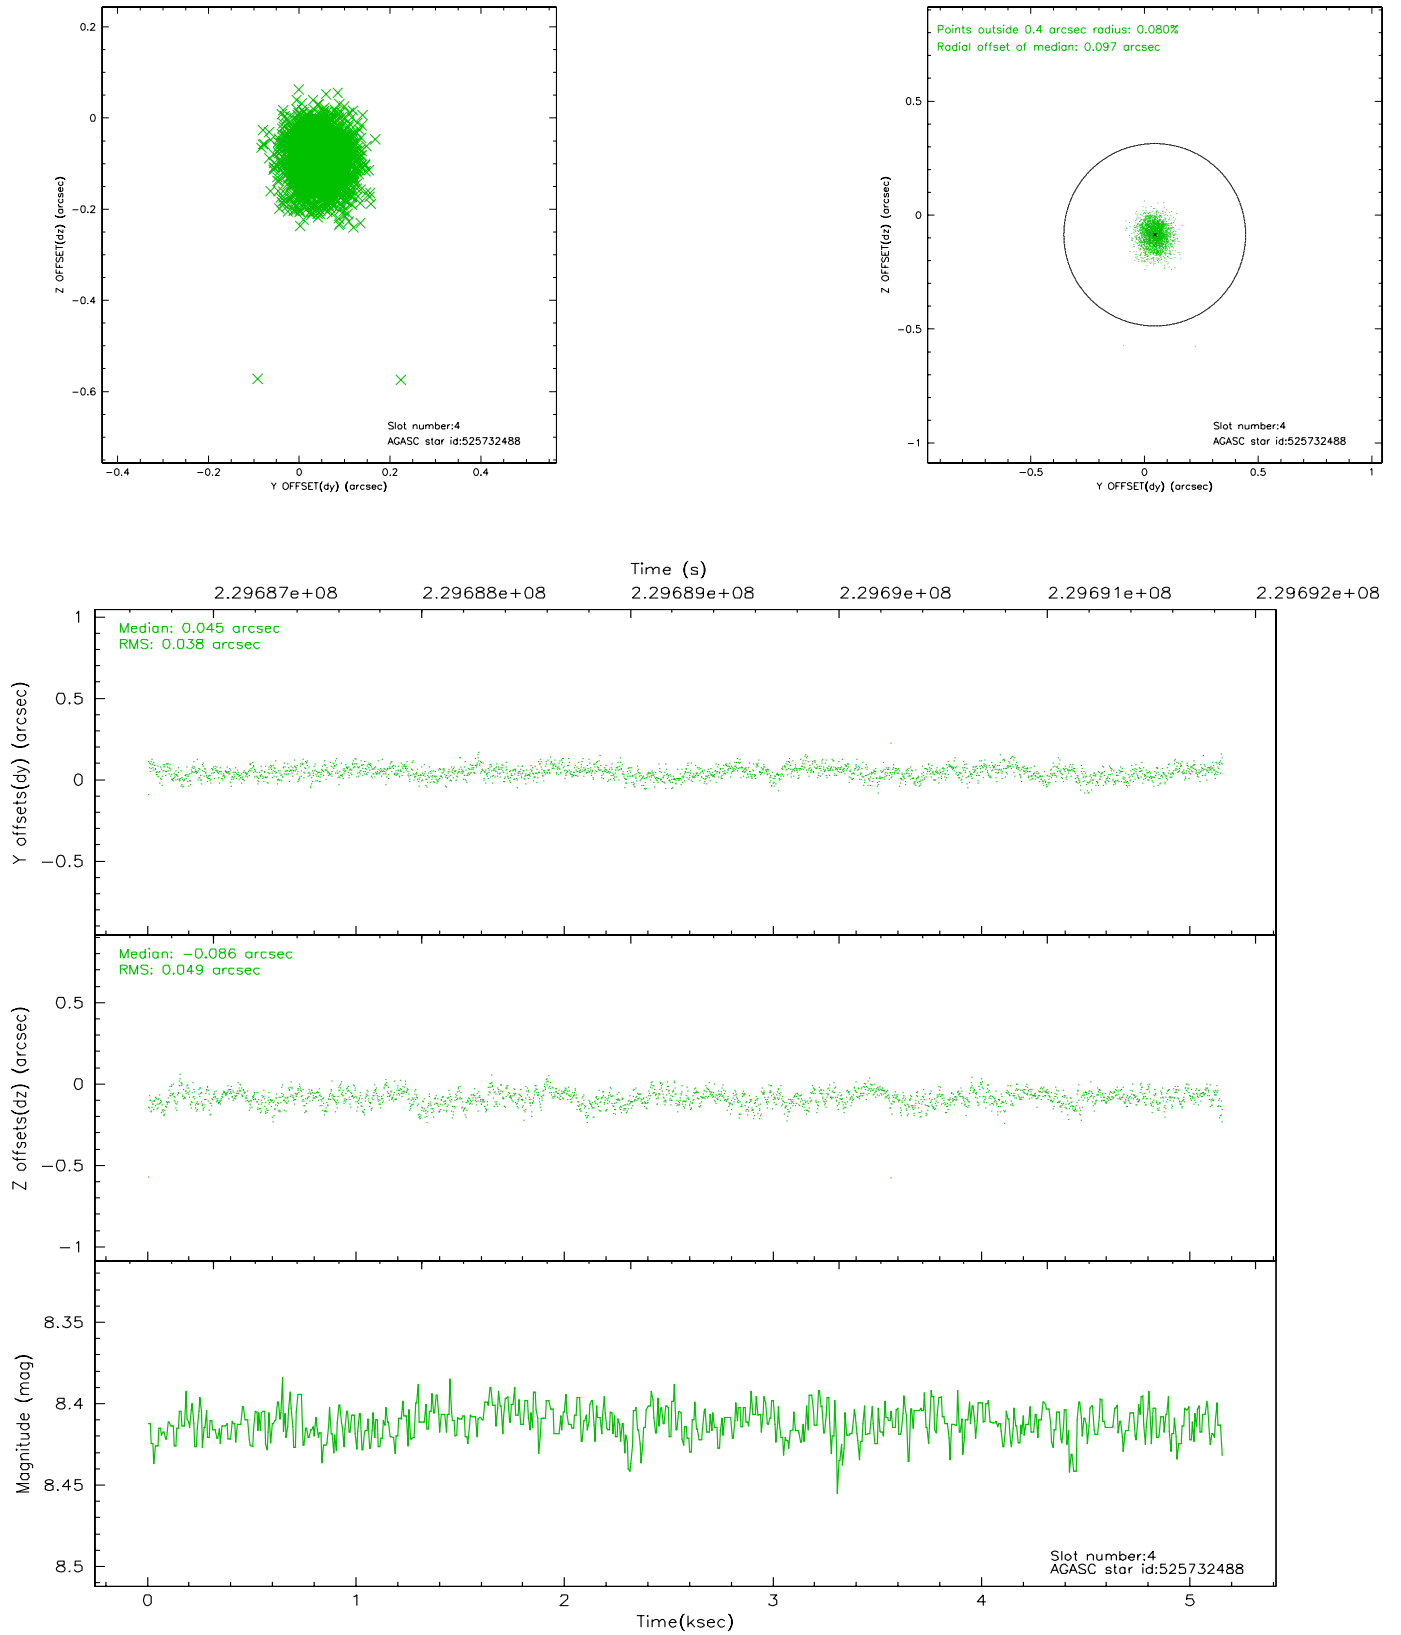 0.2
0
−0.2
−0.4
−0.6
Z OFFSET(dz) (arcsec)
Slot number:4
AGASC star id:525732488
−0.4 −0.2 0 0.2 0.4
Y OFFSET(dy) (arcsec)
Points outside 0.4 arcsec radius: 0.080%
Radial offset of median: 0.097 arcsec
0.5
0
−0.5
−1
Z OFFSET(dz) (arcsec)
Slot number:4
AGASC star id:525732488
−0.5 0 0.5 1
Y OFFSET(dy) (arcsec)
Time (s)
2.29687e+08 2.29688e+08 2.29689e+08 2.2969e+08 2.29691e+08 2.29692e+08
Median: 0.045 arcsec
RMS: 0.038 arcsec
1
0.5
0
−0.5
Y offsets(dy) (arcsec)
Median: −0.086 arcsec
RMS: 0.049 arcsec
0.5
0
−0.5
−1
Z offsets(dz) (arcsec)
8.35
8.4
8.45
8.5
Magnitude (mag)
Slot number:4
AGASC star id:525732488
0 1 2 3 4 5
Time(ksec)